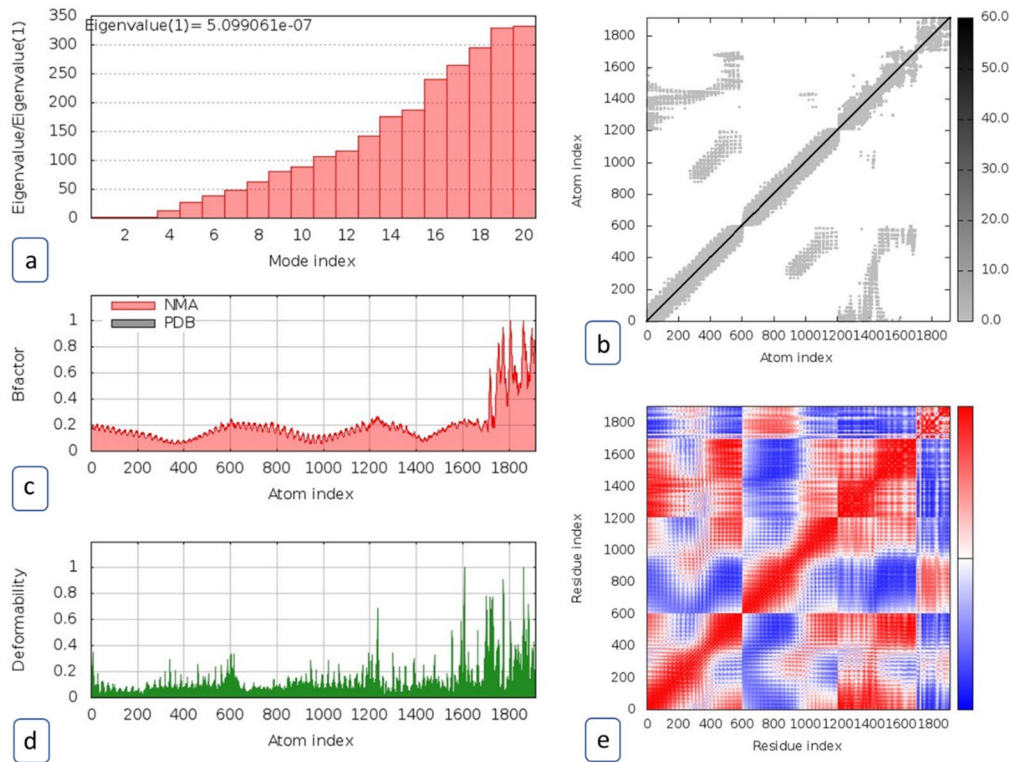 Eigenvalue(1)= 5.099061e-07
Eigenvalue/Eigenvalue(1)
350
300
250
200
150
100
50
0
2 4 6 8 10 12 14 16 18 20
Mode index
a
60.0
50.0
40.0
30.0
20.0
10.0
0.0
Atom index
1800
1600
1400
1200
1000
800
600
400
200
0
0 200 400 600 800 1000 1200 1400 1600 1800
Atom index
b
NMA
PDB
Bfactor
1
0.8
0.6
0.4
0.2
0
0 200 400 600 800 1000 1200 1400 1600 1800
Atom index
c
Deformability
1
0.8
0.6
0.4
0.2
0
0 200 400 600 800 1000 1200 1400 1600 1800
Atom index
d
Residue index
1800
1600
1400
1200
1000
800
600
400
200
0
0 200 400 600 800 1000 1200 1400 1600 1800
Residue index
e